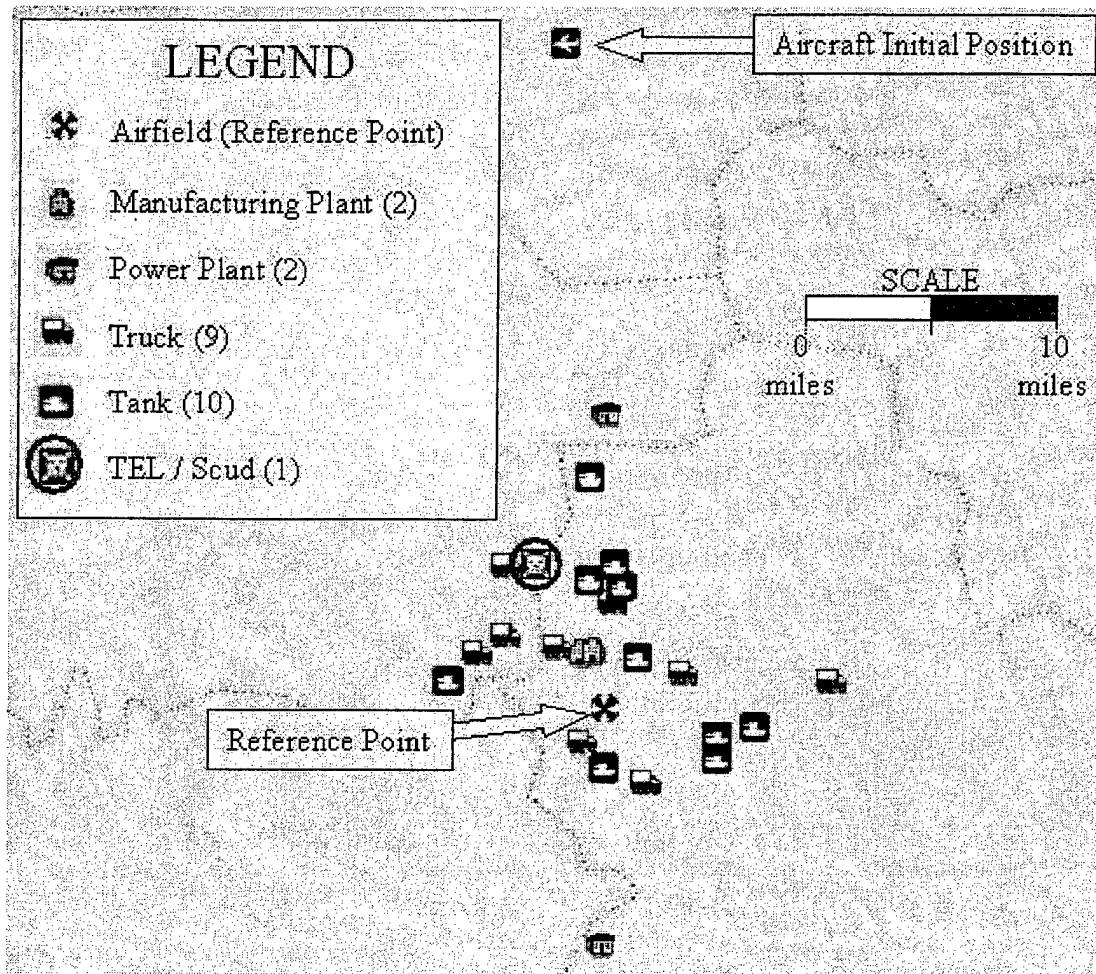 LEGEND
Airfield (Reference Point)
Manufacturing Plant (2)
Power Plant (2)
Truck (9)
Tank (10)
TEL / Scud (1)
Aircraft Initial Position
SCALE
0 10
miles miles
Reference Point